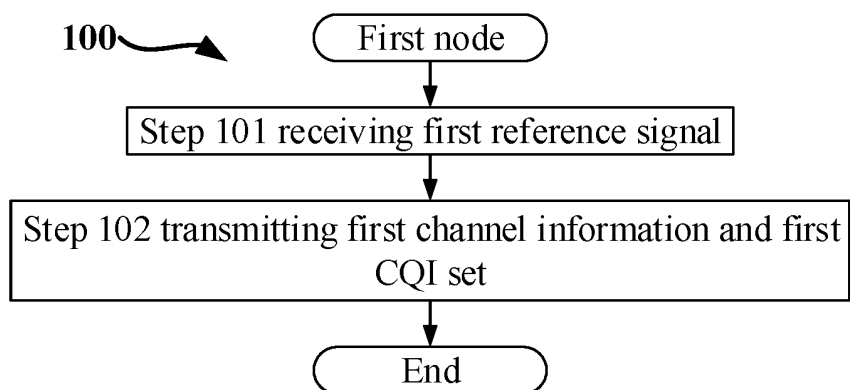 100
First node
Step 101 receiving first reference signal
Step 102 transmitting first channel information and first
CQI set
End